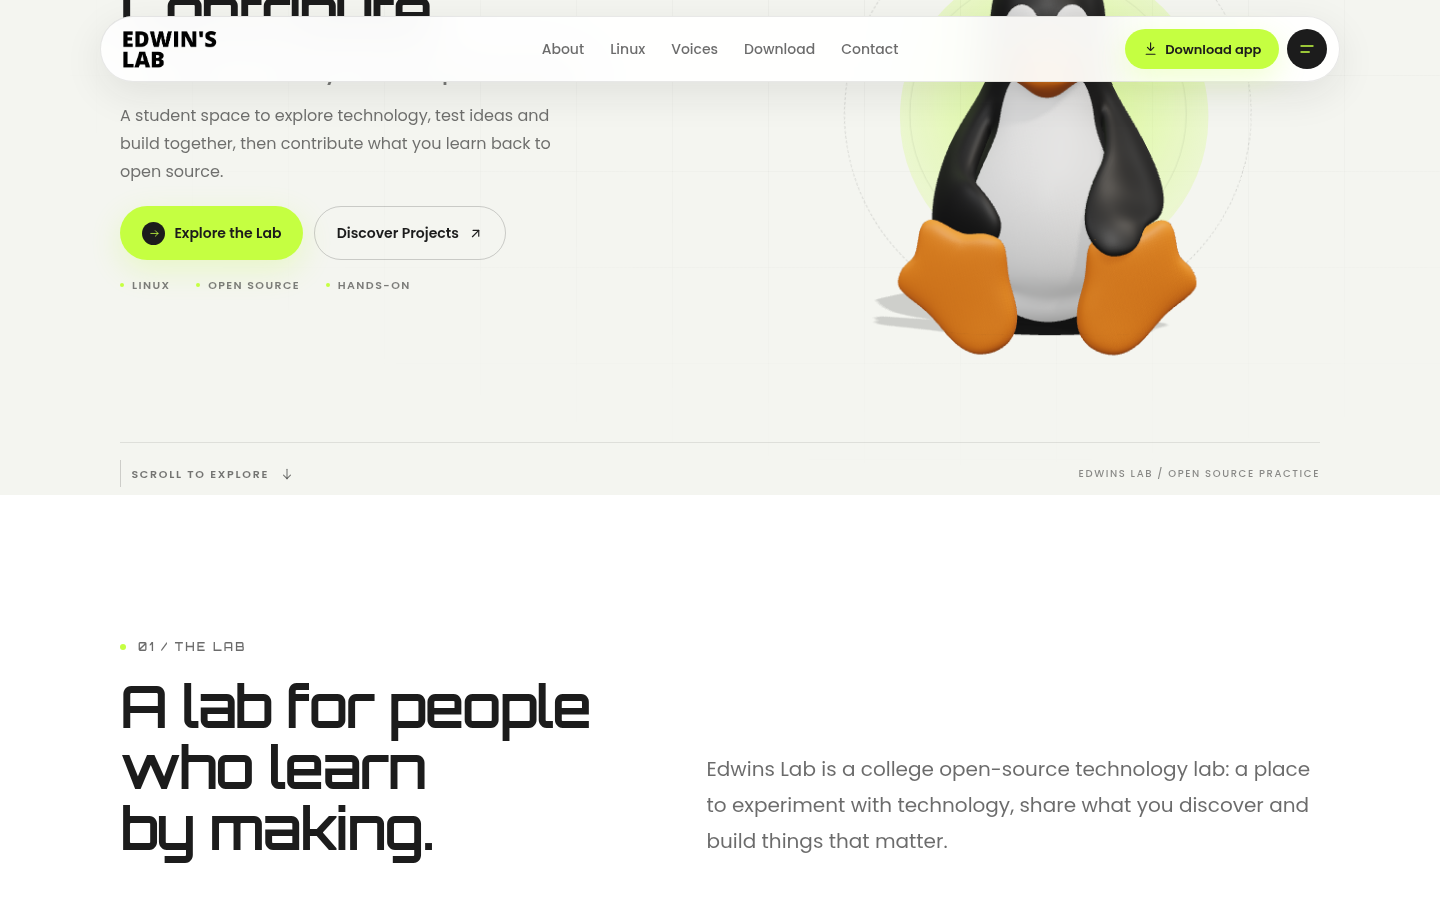 Contribute
EDWIN'S
LAB
About
Linux
Voices
Download
Contact
Download app
A student space to explore technology, test ideas and
build together, then contribute what you learn back to
open source.
Explore the Lab
Discover Projects
LINUX
OPEN SOURCE
HANDS-ON
SCROLL TO EXPLORE
EDWINS LAB / OPEN SOURCE PRACTICE
01 / THE LAB
A lab for people
who learn
by making.
Edwins Lab is a college open-source technology lab: a place
to experiment with technology, share what you discover and
build things that matter.